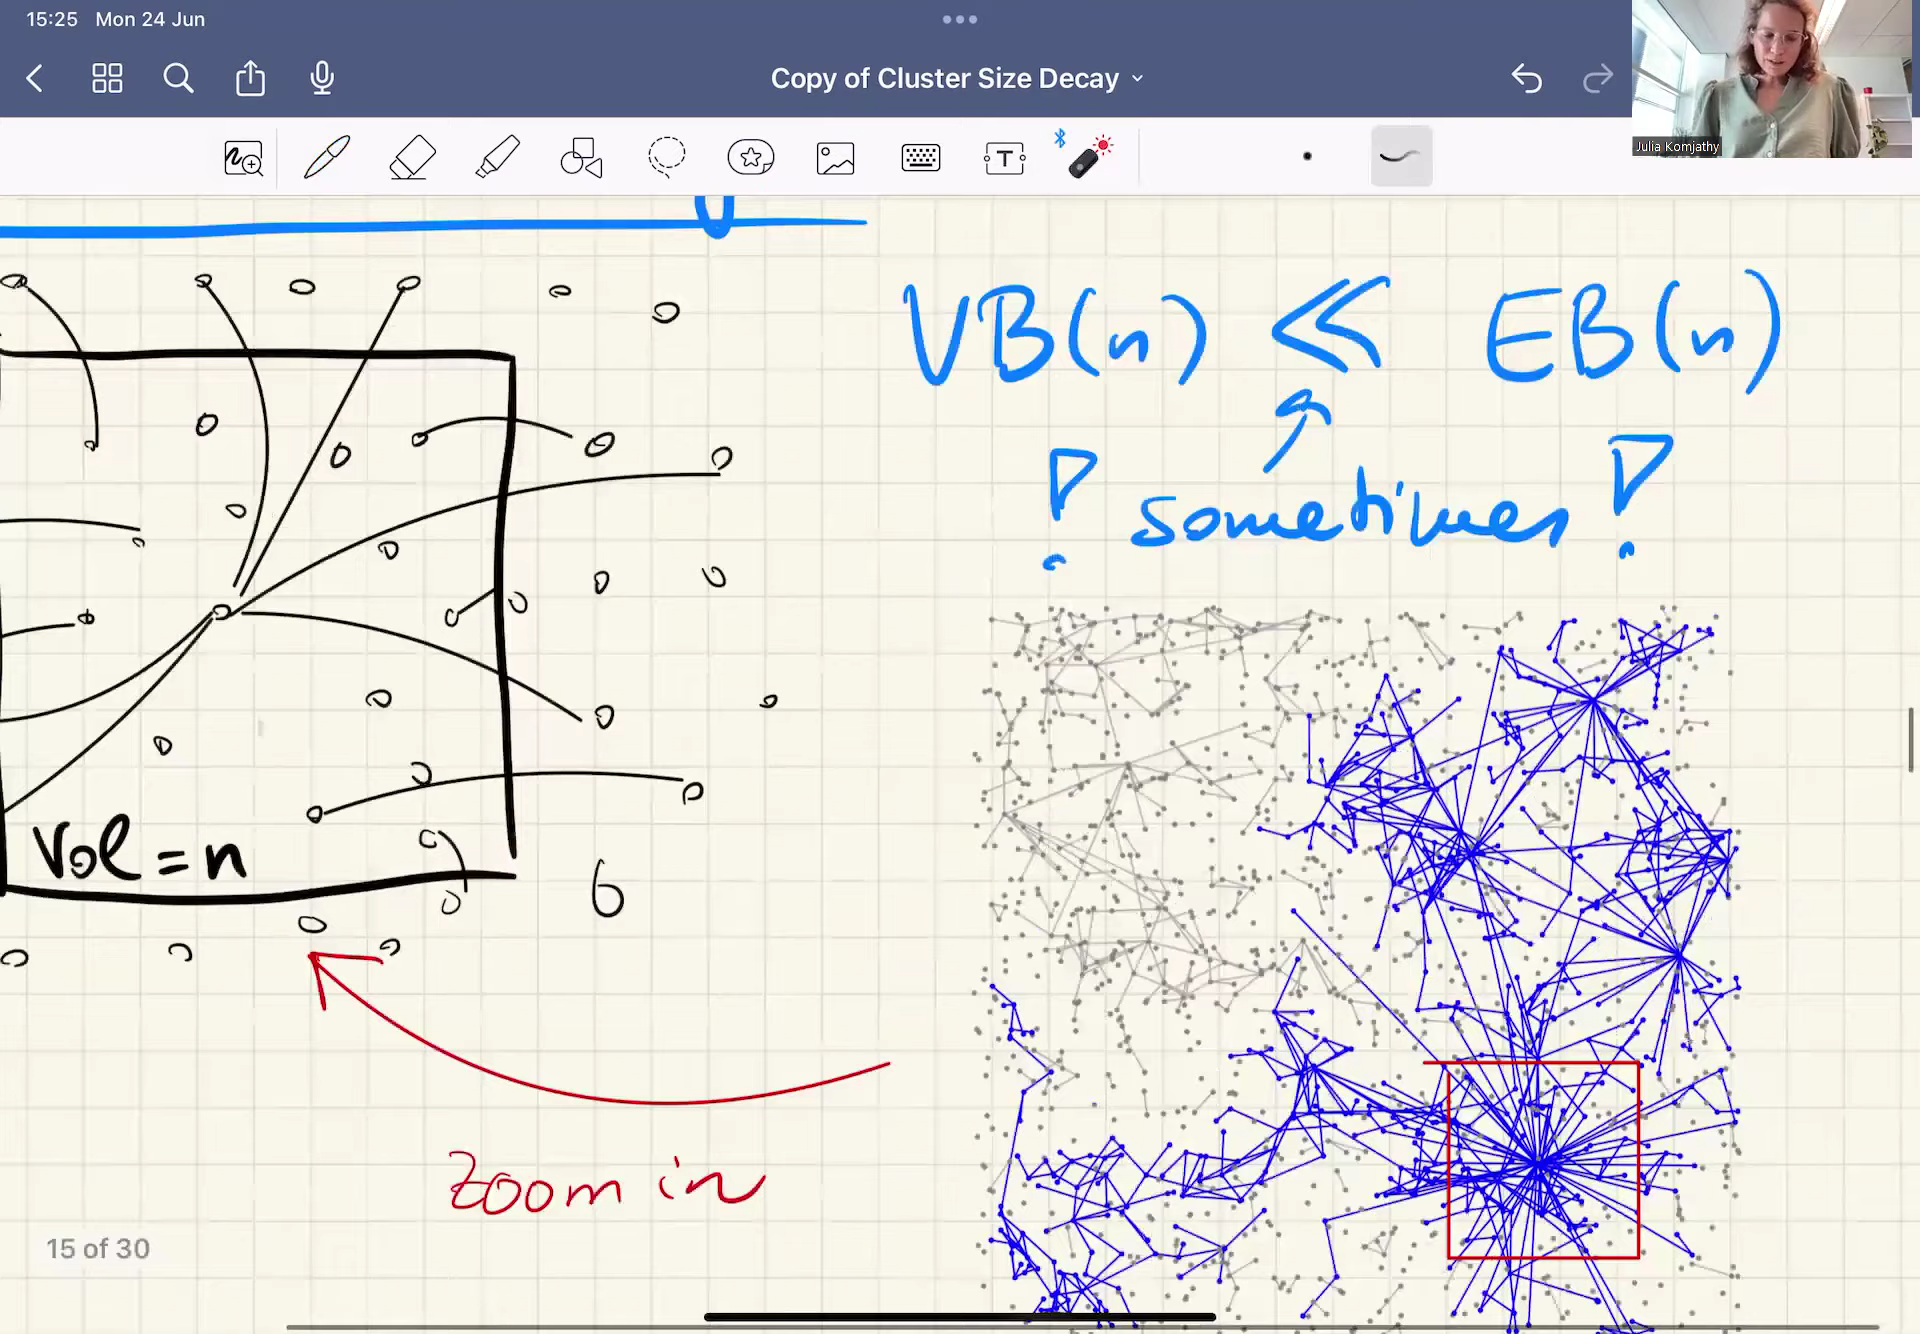 15:25 Mon 24 Jun
Copy of Cluster Size Decay
T
Julia Komjathy
VB(n) << EB(n)
! sometimes !
Vol = n
Zoom in
15 of 30